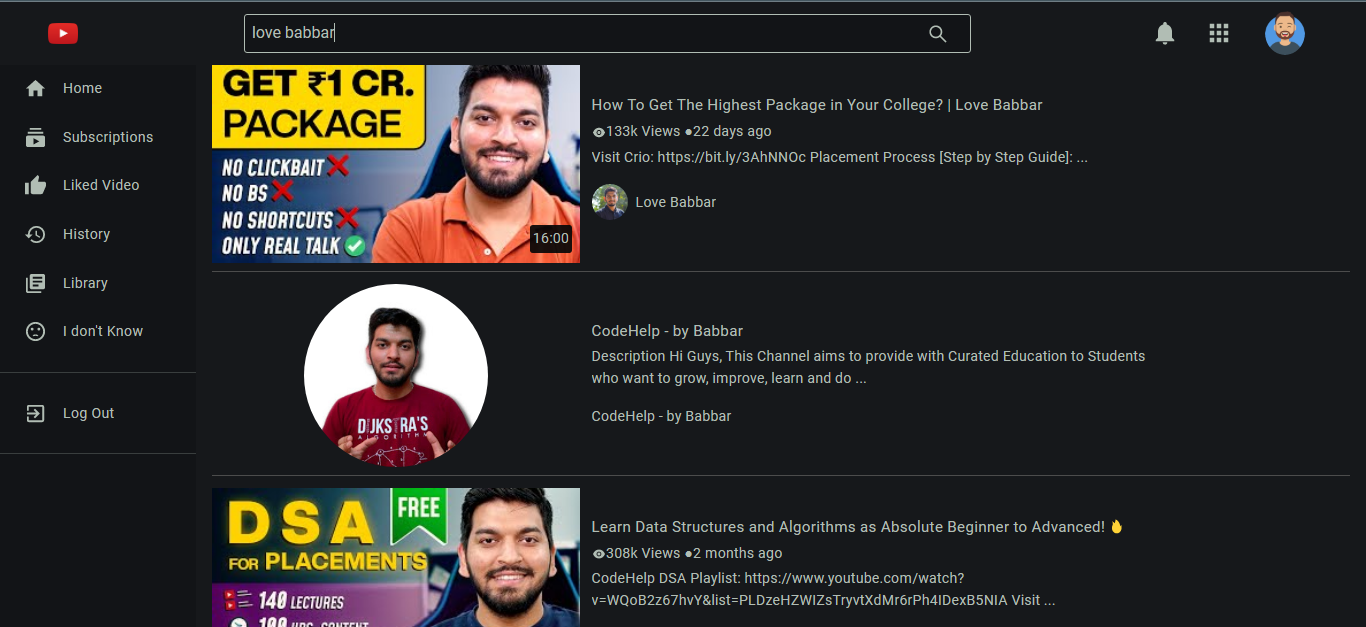 love babbar
Home
Subscriptions
Liked Video
History
Library
I don't Know
Log Out
GET ₹1 CR.
PACKAGE
NO CLICKBAIT ❌
NO BS ❌
NO SHORTCUTS ❌
ONLY REAL TALK ✅
16:00
How To Get The Highest Package in Your College? | Love Babbar
133k Views ●22 days ago
Visit Crio: https://bit.ly/3AhNNOc Placement Process [Step by Step Guide]: ...
Love Babbar
DIJKSTRA'S
ALGORITHM
CodeHelp - by Babbar
Description Hi Guys, This Channel aims to provide with Curated Education to Students
who want to grow, improve, learn and do ...
CodeHelp - by Babbar
DSA
FREE
FOR PLACEMENTS
140 LECTURES
Learn Data Structures and Algorithms as Absolute Beginner to Advanced! 🔥
308k Views ●2 months ago
CodeHelp DSA Playlist: https://www.youtube.com/watch?
v=WQoB2z67hvY&list=PLDzeHZWIZsTryvtXdMr6rPh4IDexB5NIA Visit ...